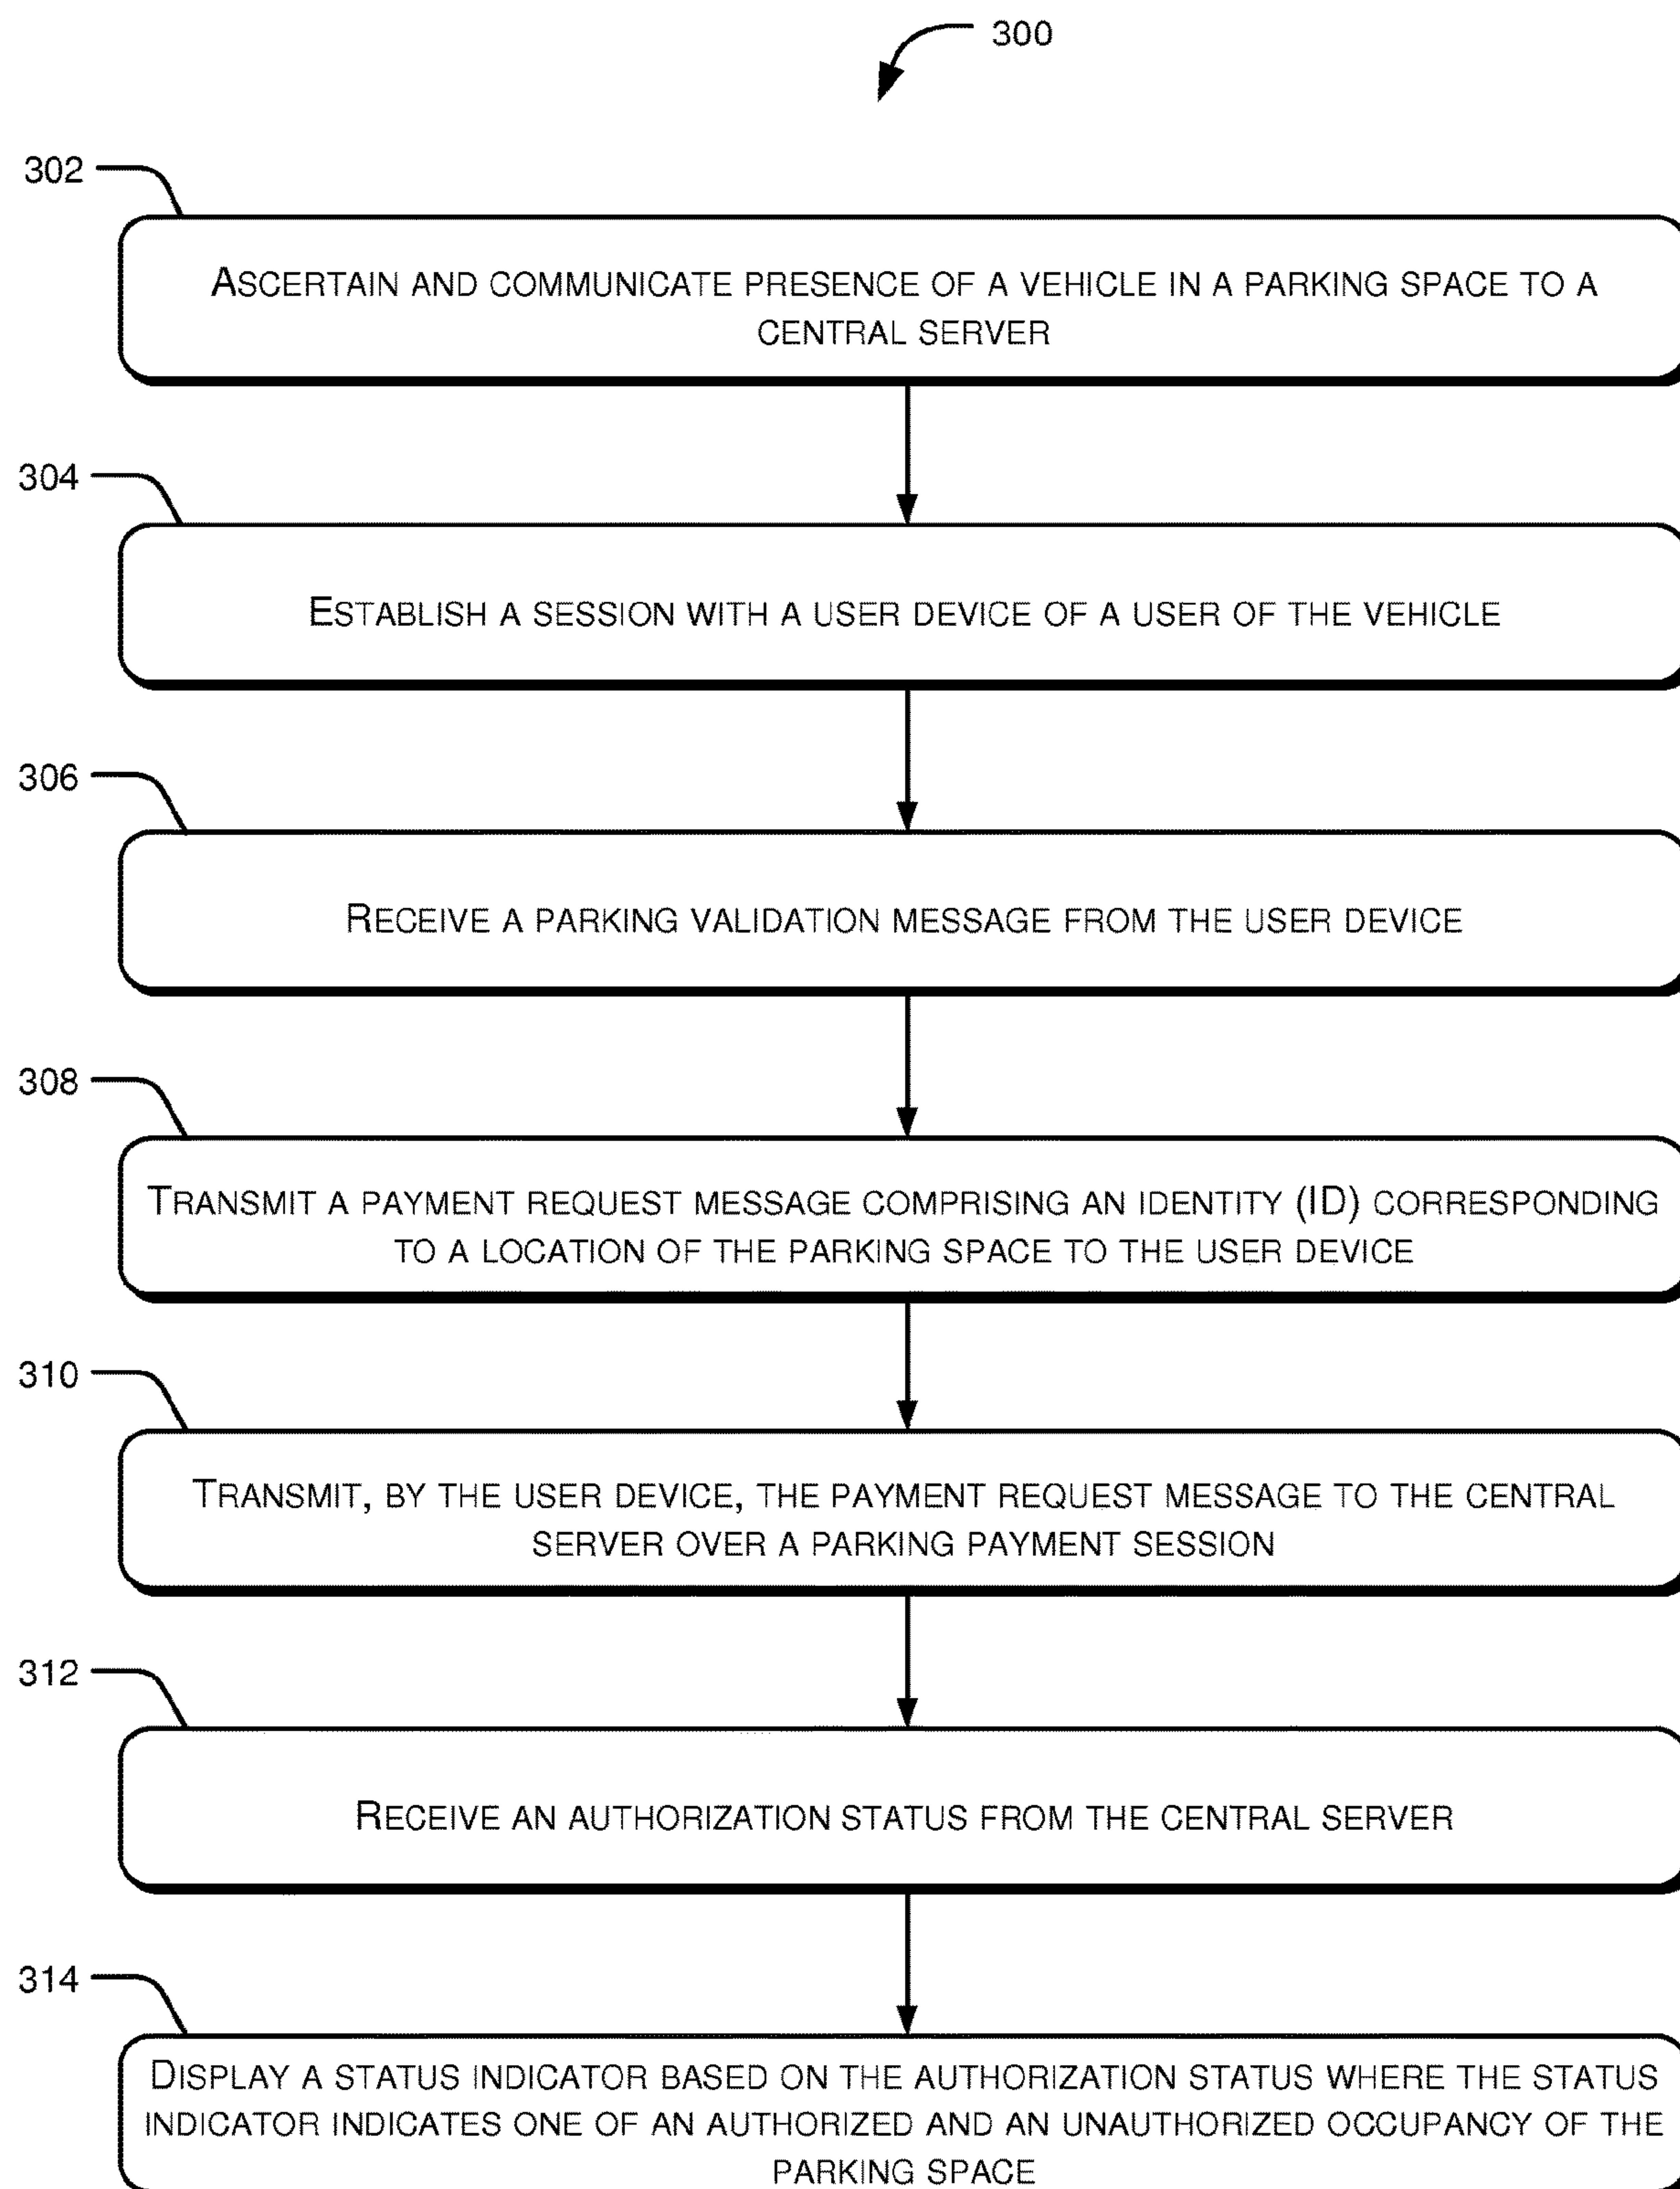 300
302
ASCERTAIN AND COMMUNICATE PRESENCE OF A VEHICLE IN A PARKING SPACE TO A
CENTRAL SERVER
304
ESTABLISH A SESSION WITH A USER DEVICE OF A USER OF THE VEHICLE
306
RECEIVE A PARKING VALIDATION MESSAGE FROM THE USER DEVICE
308
TRANSMIT A PAYMENT REQUEST MESSAGE COMPRISING AN IDENTITY (ID) CORRESPONDING
TO A LOCATION OF THE PARKING SPACE TO THE USER DEVICE
310
TRANSMIT, BY THE USER DEVICE, THE PAYMENT REQUEST MESSAGE TO THE CENTRAL
SERVER OVER A PARKING PAYMENT SESSION
312
RECEIVE AN AUTHORIZATION STATUS FROM THE CENTRAL SERVER
314
DISPLAY A STATUS INDICATOR BASED ON THE AUTHORIZATION STATUS WHERE THE STATUS
INDICATOR INDICATES ONE OF AN AUTHORIZED AND AN UNAUTHORIZED OCCUPANCY OF THE
PARKING SPACE